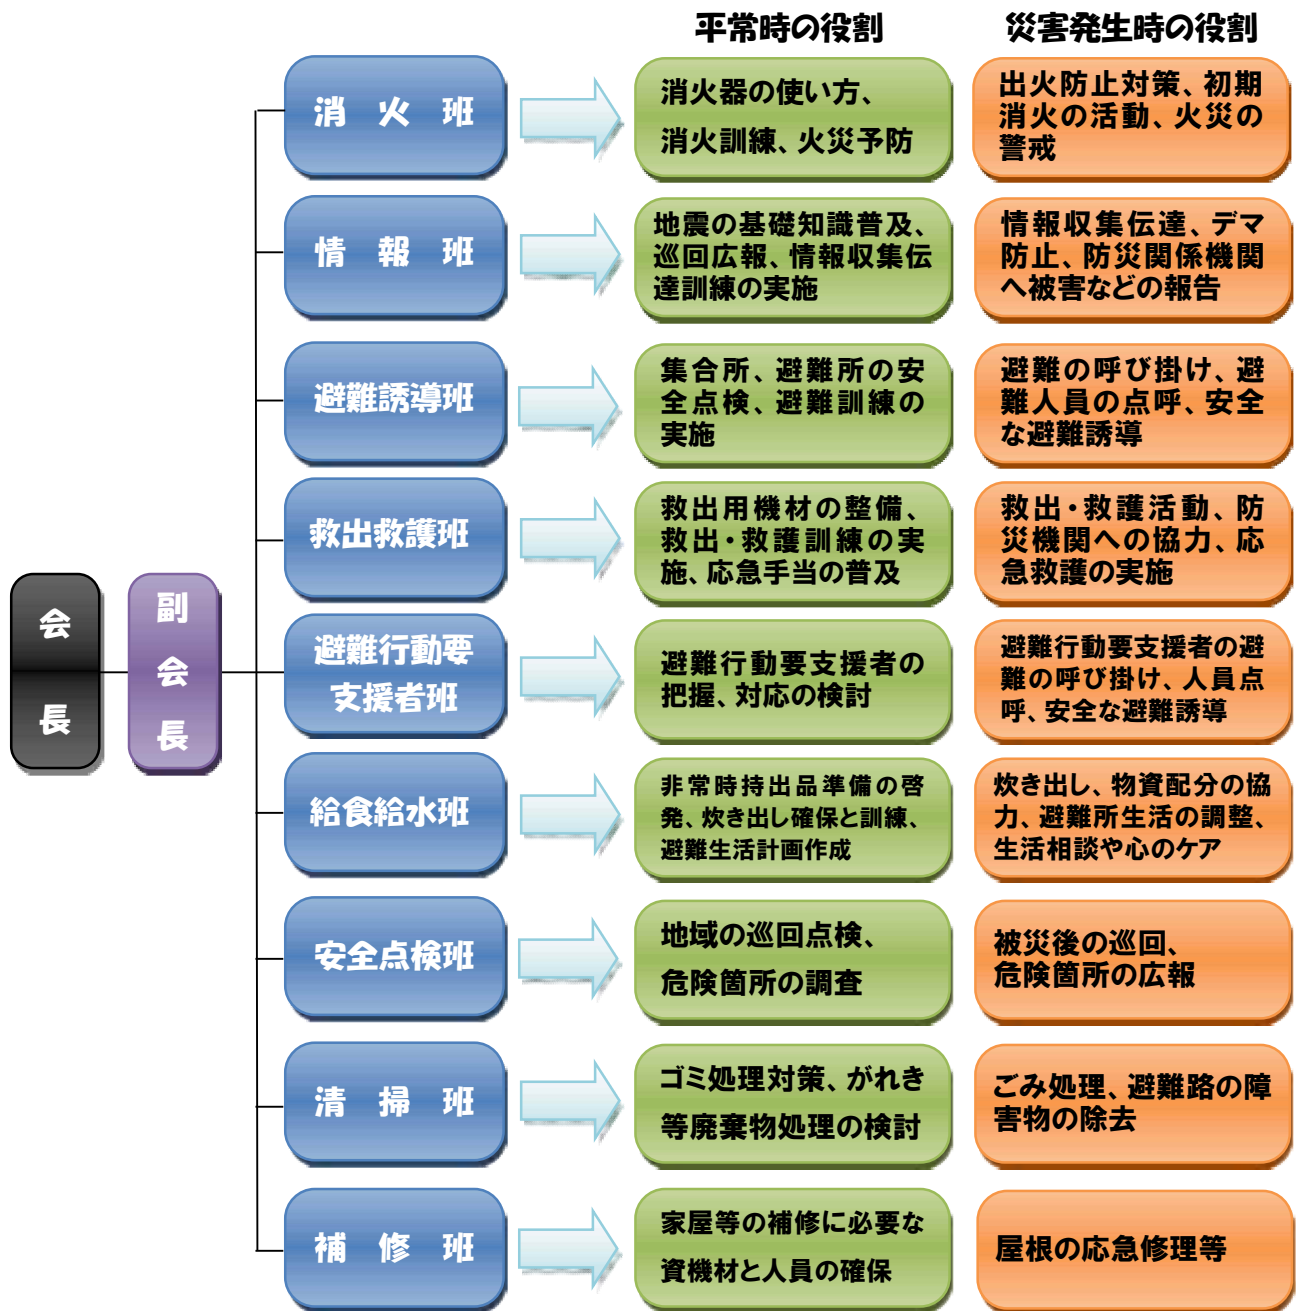 平常時の役割
災害発生時の役割
会長
副会長
消火班
消火器の使い方、
消火訓練、火災予防
出火防止対策、初期
消火の活動、火災の
警戒
情報班
地震の基礎知識普及、
巡回広報、情報収集伝
達訓練の実施
情報収集伝達、デマ
防止、防災関係機関
へ被害などの報告
避難誘導班
集合所、避難所の安
全点検、避難訓練の
実施
避難の呼び掛け、避
難人員の点呼、安全
な避難誘導
救出救護班
救出用機材の整備、
救出・救護訓練の実
施、応急手当の普及
救出・救護活動、防
災機関への協力、応
急救護の実施
避難行動要
支援者班
避難行動要支援者の
把握、対応の検討
避難行動要支援者の避
難の呼び掛け、人員点
呼、安全な避難誘導
給食給水班
非常時持出品準備の啓
発、炊き出し確保と訓練、
避難生活計画作成
炊き出し、物資配分の協
力、避難所生活の調整、
生活相談や心のケア
安全点検班
地域の巡回点検、
危険箇所の調査
被災後の巡回、
危険箇所の広報
清掃班
ゴミ処理対策、がれき
等廃棄物処理の検討
ごみ処理、避難路の障
害物の除去
補修班
家屋等の補修に必要な
資機材と人員の確保
屋根の応急修理等